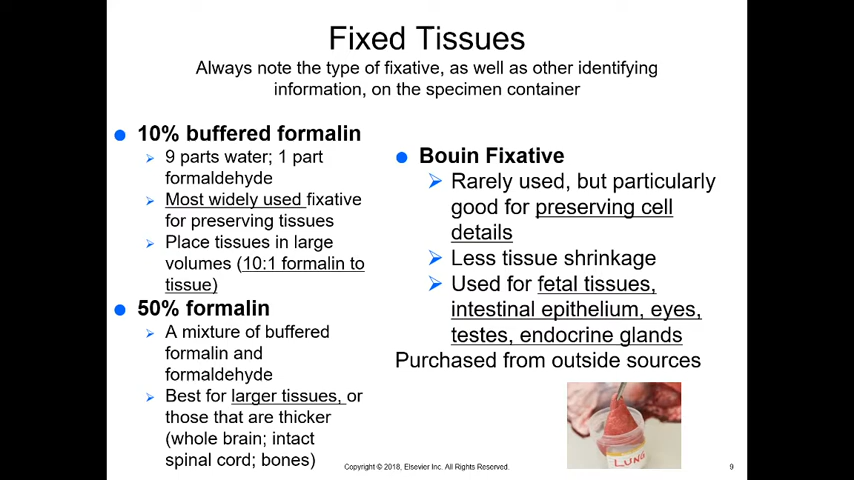 Fixed Tissues
Always note the type of fixative, as well as other identifying
information, on the specimen container
10% buffered formalin
9 parts water; 1 part
formaldehyde
Most widely used fixative
for preserving tissues
Place tissues in large
volumes (10:1 formalin to
tissue)
50% formalin
A mixture of buffered
formalin and
formaldehyde
Best for larger tissues, or
those that are thicker
(whole brain; intact
spinal cord; bones)
Bouin Fixative
Rarely used, but particularly
good for preserving cell
details
Less tissue shrinkage
Used for fetal tissues,
intestinal epithelium, eyes,
testes, endocrine glands
Purchased from outside sources
LUNG
Copyright © 2018, Elsevier Inc. All Rights Reserved.
9